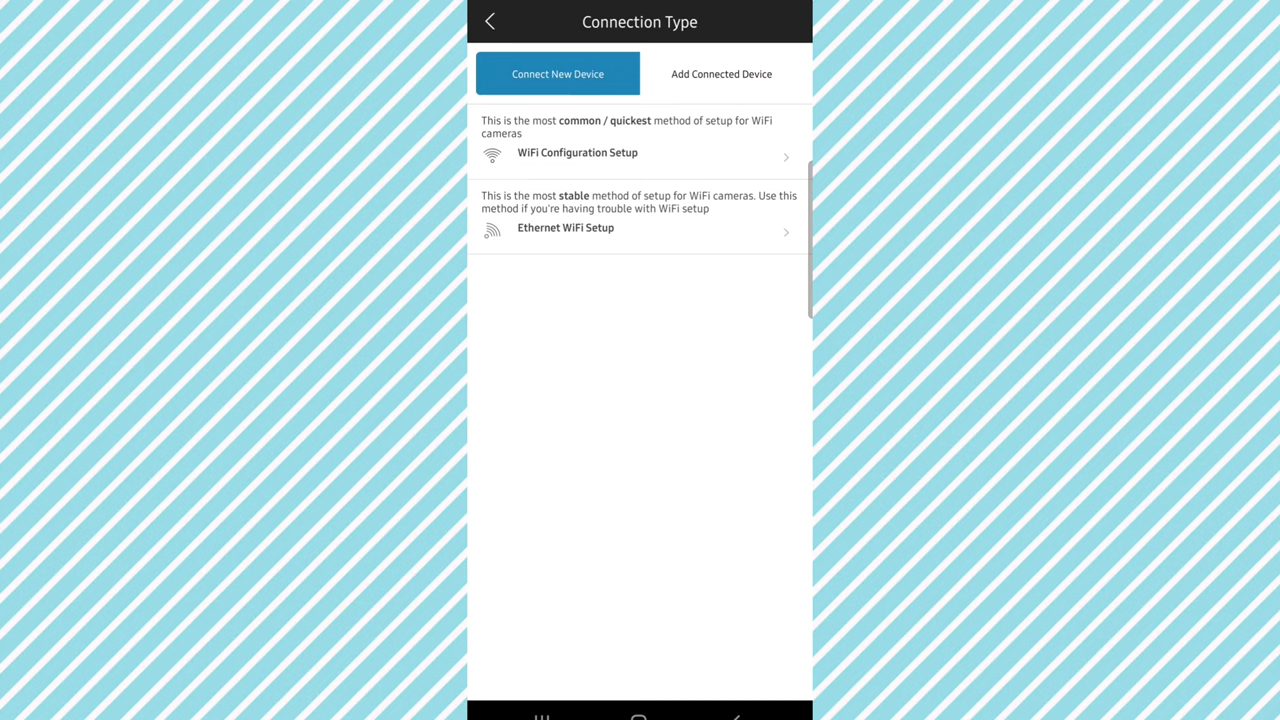 Connection Type
Connect New Device
Add Connected Device
This is the most common / quickest method of setup for WiFi
cameras
WiFi Configuration Setup
This is the most stable method of setup for WiFi cameras. Use this
method if you're having trouble with WiFi setup
Ethernet WiFi Setup